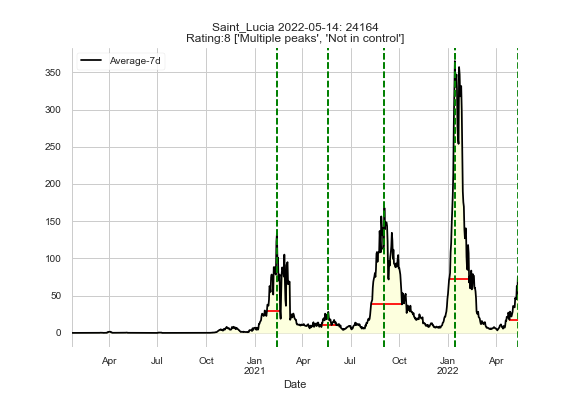 Saint_Lucia 2022-05-14: 24164
Rating:8 ['Multiple peaks', 'Not in control']
Average-7d
350
300
250
200
150
100
50
0
Apr Jul Oct Jan Apr Jul Oct Jan Apr
2021 2022
Date